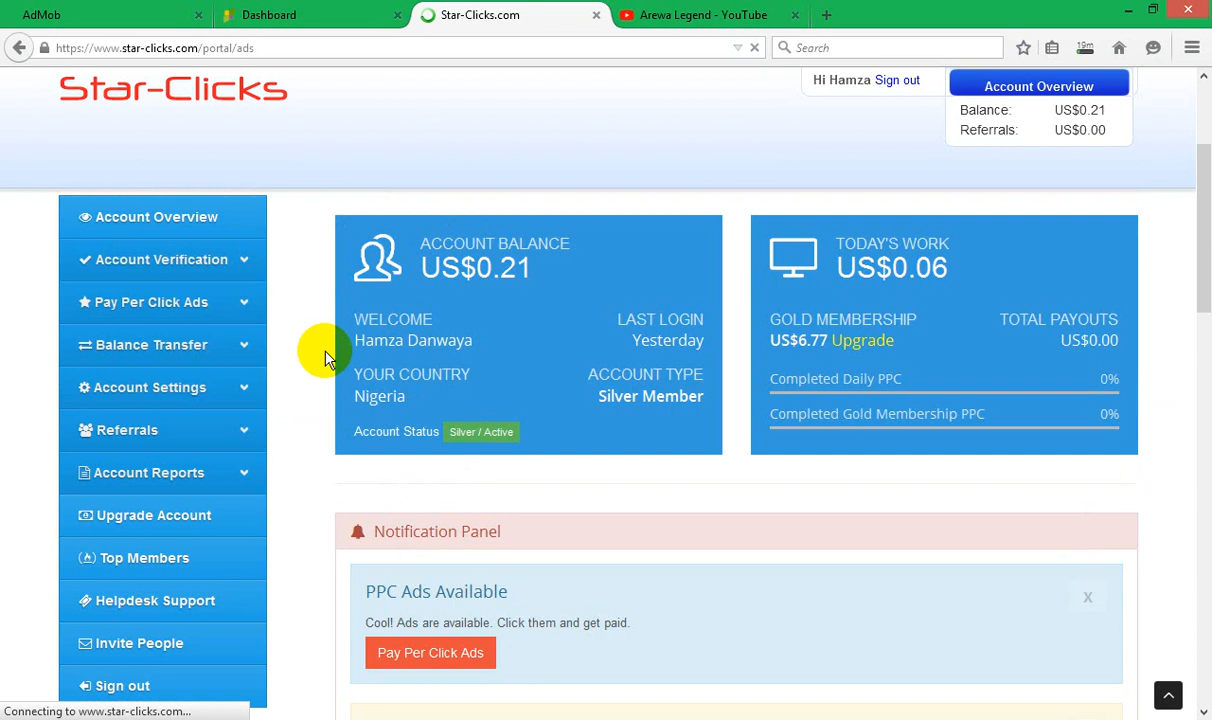 AdMob
Dashboard
Star-Clicks.com
Arewa Legend - YouTube
https://www.star-clicks.com/portal/ads
Search
19m
Star-Clicks
Hi Hamza Sign out
Account Overview
Balance: US$0.21
Referrals: US$0.00
Account Overview
Account Verification
Pay Per Click Ads
Balance Transfer
Account Settings
Referrals
Account Reports
Upgrade Account
Top Members
Helpdesk Support
Invite People
Sign out
ACCOUNT BALANCE
US$0.21
WELCOME LAST LOGIN
Hamza Danwaya Yesterday
YOUR COUNTRY ACCOUNT TYPE
Nigeria Silver Member
Account Status Silver / Active
TODAY'S WORK
US$0.06
GOLD MEMBERSHIP TOTAL PAYOUTS
US$6.77 Upgrade US$0.00
Completed Daily PPC 0%
Completed Gold Membership PPC 0%
Notification Panel
PPC Ads Available
X
Cool! Ads are available. Click them and get paid.
Pay Per Click Ads
Connecting to www.star-clicks.com...